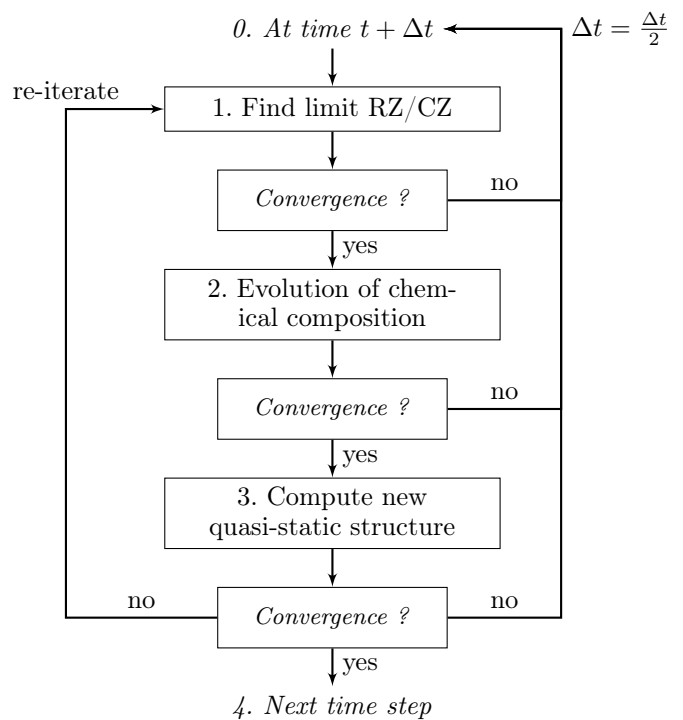 0. At time t + Δt
Δt = Δt/2
re-iterate
1. Find limit RZ/CZ
Convergence ?
no
yes
2. Evolution of chem-
ical composition
Convergence ?
no
yes
3. Compute new
quasi-static structure
no
Convergence ?
no
yes
4. Next time step